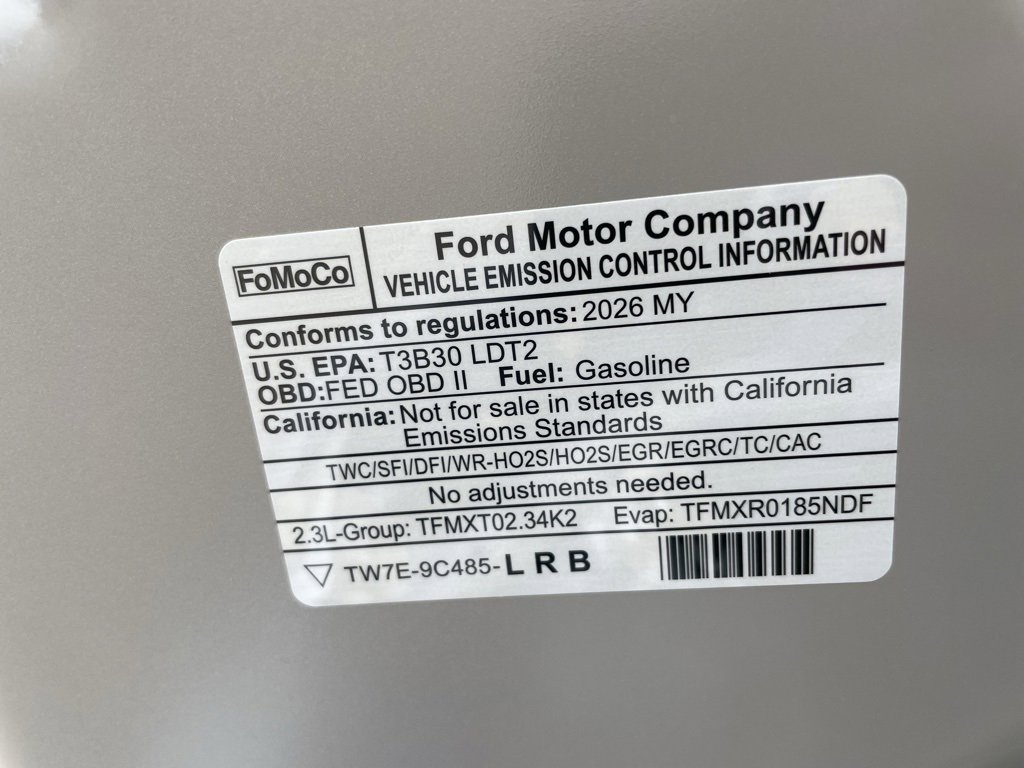 FoMoCo
Ford Motor Company
VEHICLE EMISSION CONTROL INFORMATION
Conforms to regulations: 2026 MY
U.S. EPA: T3B30 LDT2
OBD:FED OBD II Fuel: Gasoline
California: Not for sale in states with California
Emissions Standards
TWC/SFI/DFI/WR-HO2S/HO2S/EGR/EGRC/TC/CAC
No adjustments needed.
2.3L-Group: TFMXT02.34K2 Evap: TFMXR0185NDF
TW7E-9C485-LRB